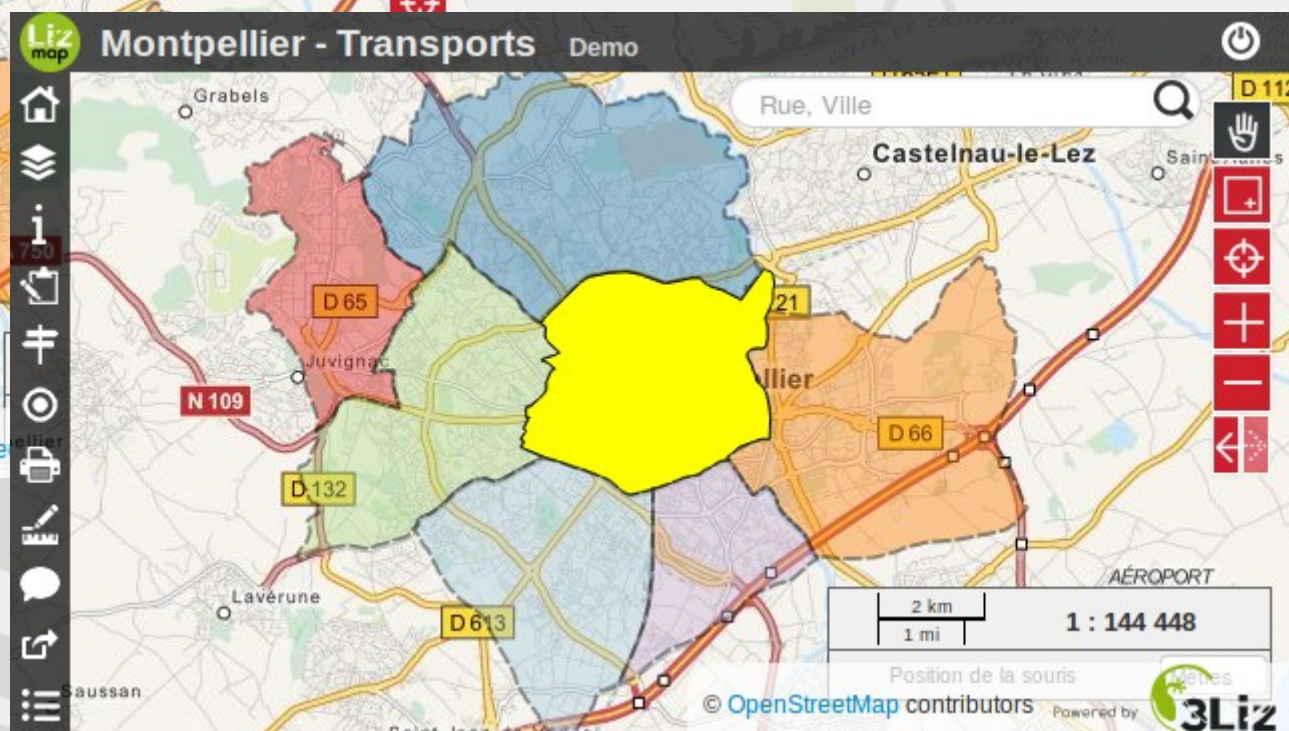 Liz
map
Montpellier - Transports Demo
Grabels
Rue, Ville
D 112
Castelnau-le-Lez
750
D 65
21
Juvignac
llier
N 109
D 66
ellier
D 132
AÉROPORT
Lavérune
2 km
1 mi
1 : 144 448
D 613
Position de la souris
Mètres
Saussan
© OpenStreetMap contributors
Powered by
3Liz